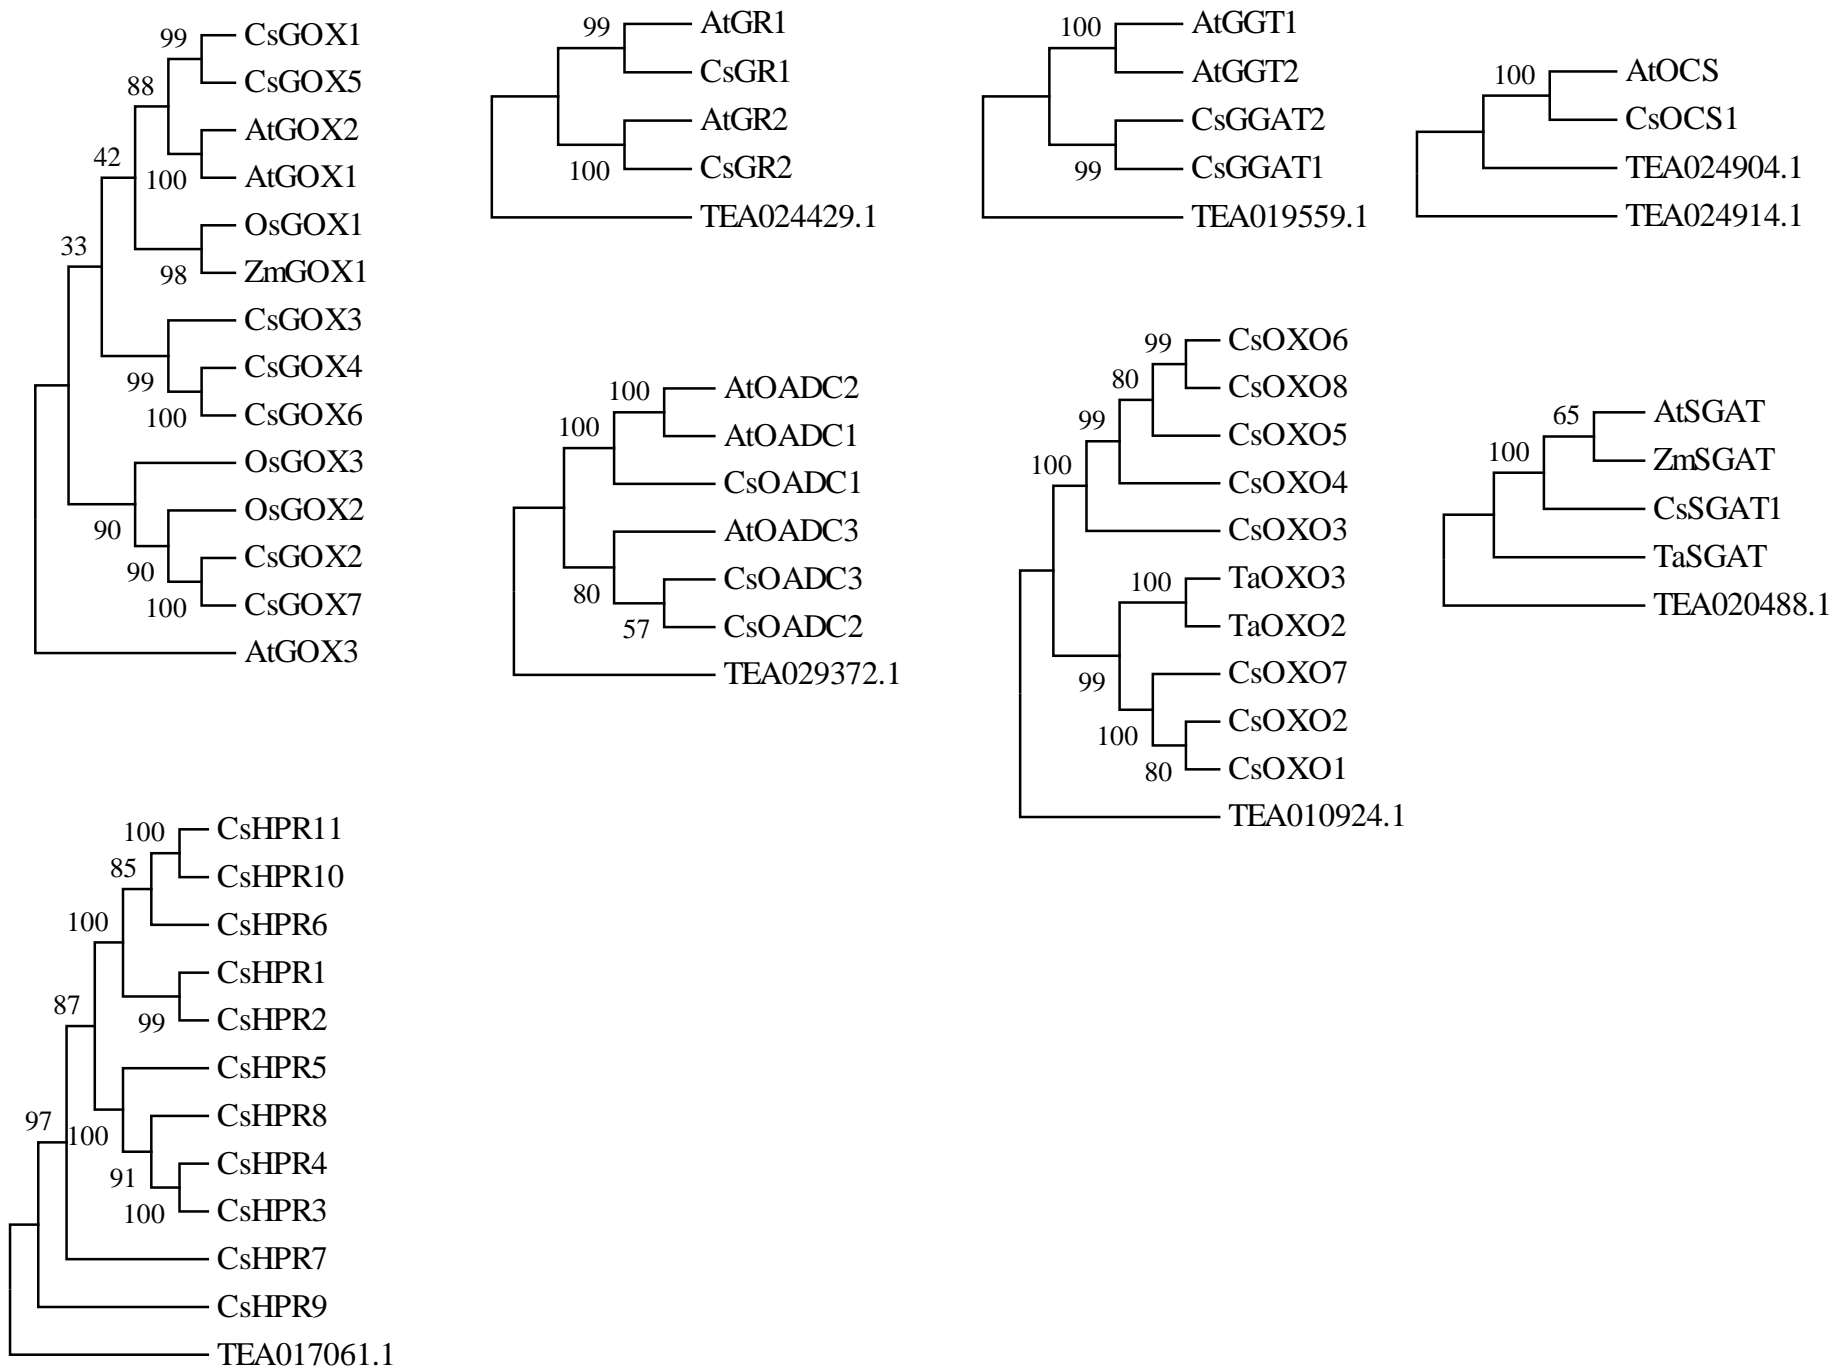 99
CsGOX1
CsGOX5
88
AtGOX2
AtGOX1
100
42
OsGOX1
ZmGOX1
98
33
CsGOX3
CsGOX4
CsGOX6
99
100
OsGOX3
OsGOX2
CsGOX2
CsGOX7
90
90
100
AtGOX3
99
AtGR1
CsGR1
AtGR2
CsGR2
100
TEA024429.1
100
AtGGT1
AtGGT2
CsGGAT2
CsGGAT1
99
TEA019559.1
100
AtOCS
CsOCS1
TEA024904.1
TEA024914.1
100
AtOADC2
AtOADC1
100
CsOADC1
AtOADC3
CsOADC3
CsOADC2
80
57
TEA029372.1
99
CsOXO6
CsOXO8
80
CsOXO5
99
CsOXO4
100
CsOXO3
100
TaOXO3
TaOXO2
99
CsOXO7
CsOXO2
CsOXO1
100
80
TEA010924.1
65
AtSGAT
ZmSGAT
100
CsSGAT1
TaSGAT
TEA020488.1
100
CsHPR11
CsHPR10
85
CsHPR6
100
CsHPR1
CsHPR2
99
87
CsHPR5
CsHPR8
CsHPR4
CsHPR3
97
100
91
100
CsHPR7
CsHPR9
TEA017061.1